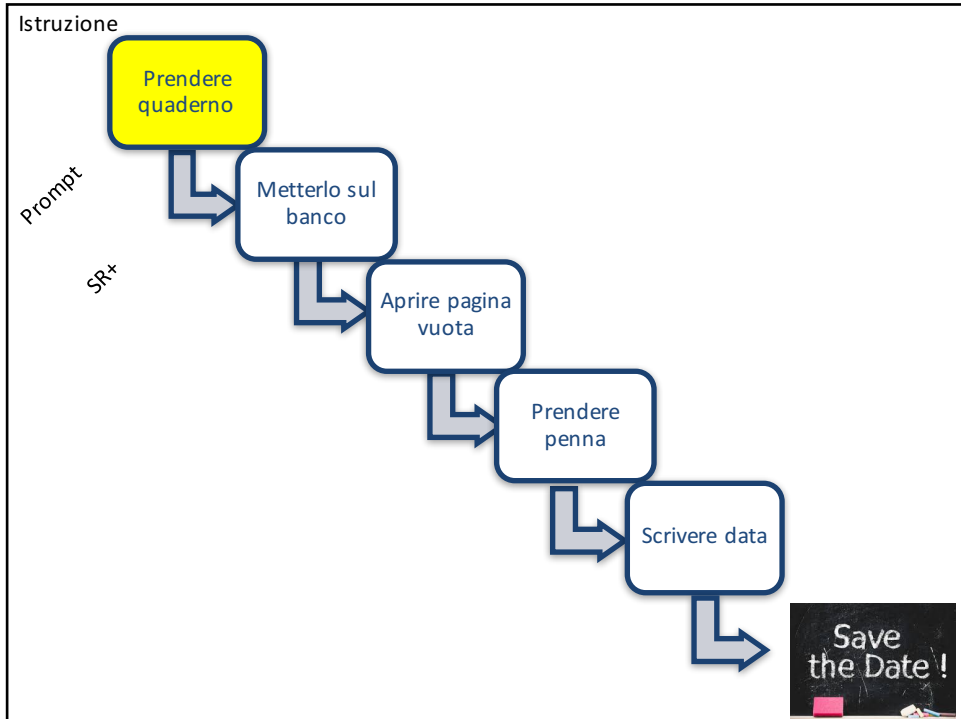 Istruzione
Prendere
quaderno
Prompt
SR+
Metterlo sul
banco
Aprire pagina
vuota
Prendere
penna
Scrivere data
Save
the Date !